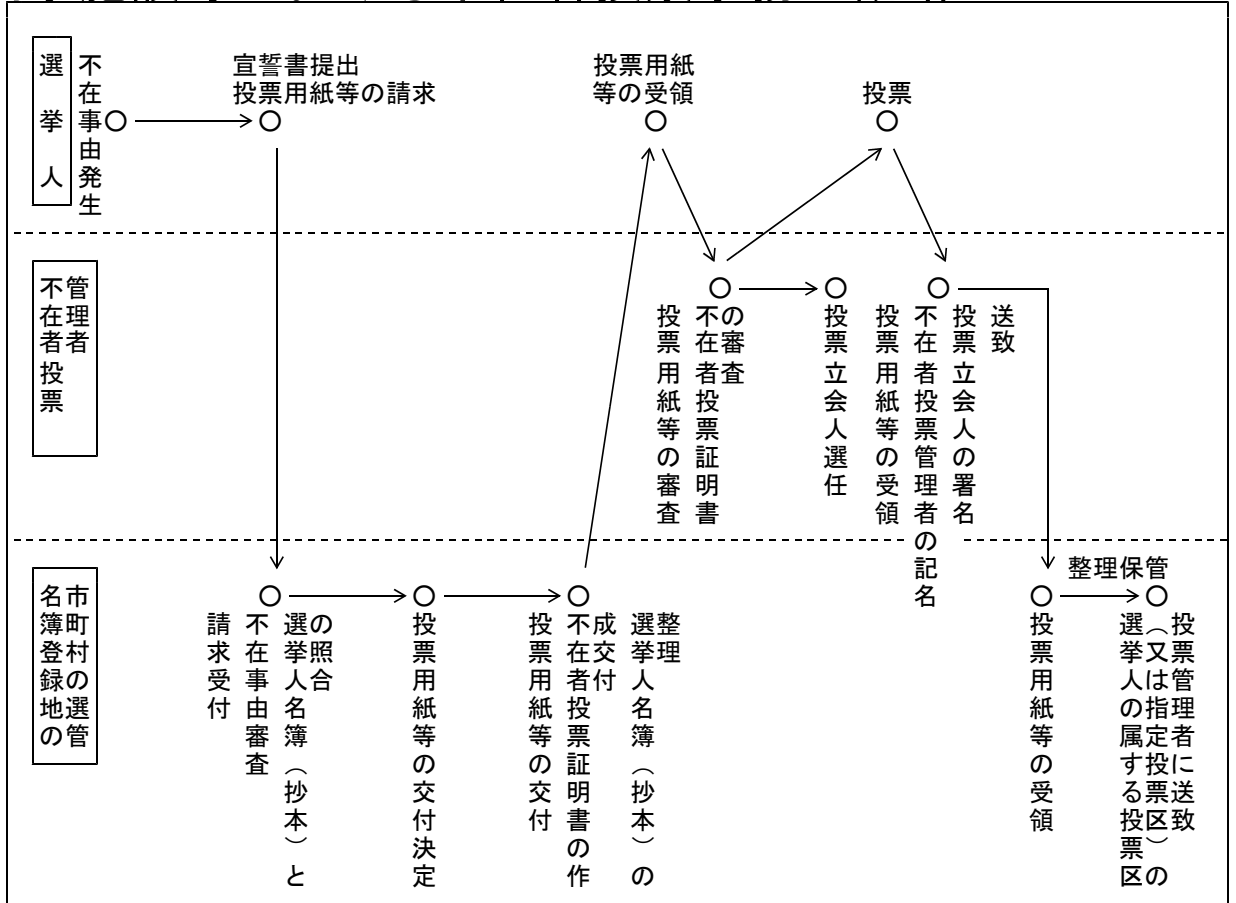 選挙人
不在事由発生
宣誓書提出
投票用紙等の請求
投票用紙
等の受領
投票
不在者投票
管理者
投票用紙等の審査
不在者投票証明書
の審査
投票立会人選任
投票用紙等の受領
不在者投票管理者の記名
投票立会人の署名
送致
名簿登録地の
市町村の選管
請求受付
不在事由審査
選挙人名簿（抄本）と
の照合
投票用紙等の交付決定
投票用紙等の交付
不在者投票証明書の作
成交付
選挙人名簿（抄本）の
整理
投票用紙等の受領
整理保管
選挙人の属する投票区
（又は指定投票区）の
投票管理者に送致